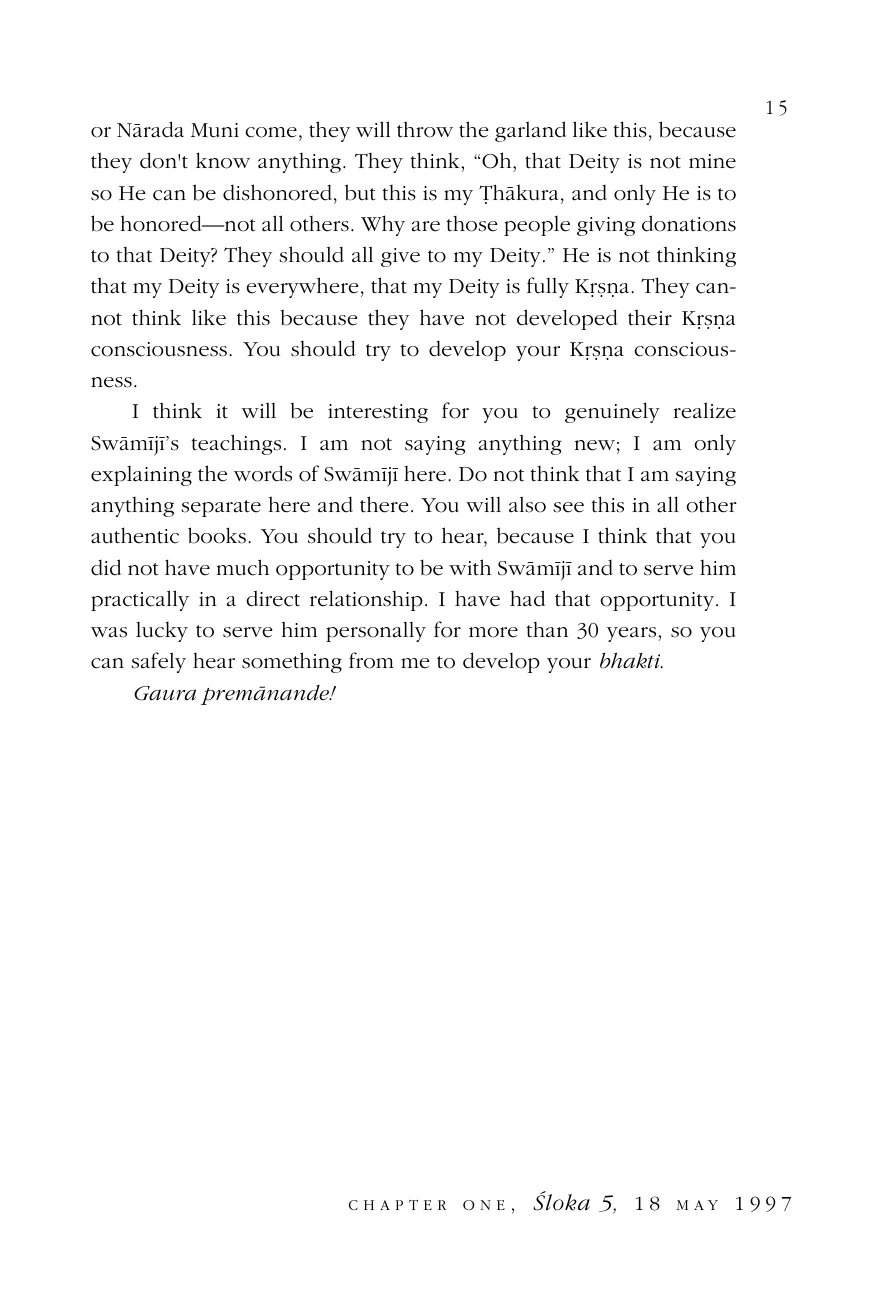 15
or Nārada Muni come, they will throw the garland like this, because
they don't know anything. They think, “Oh, that Deity is not mine
so He can be dishonored, but this is my Ṭhākura, and only He is to
be honored—not all others. Why are those people giving donations
to that Deity? They should all give to my Deity.” He is not thinking
that my Deity is everywhere, that my Deity is fully Kṛṣṇa. They can-
not think like this because they have not developed their Kṛṣṇa
consciousness. You should try to develop your Kṛṣṇa conscious-
ness.
I think it will be interesting for you to genuinely realize
Swāmījī’s teachings. I am not saying anything new; I am only
explaining the words of Swāmījī here. Do not think that I am saying
anything separate here and there. You will also see this in all other
authentic books. You should try to hear, because I think that you
did not have much opportunity to be with Swāmījī and to serve him
practically in a direct relationship. I have had that opportunity. I
was lucky to serve him personally for more than 30 years, so you
can safely hear something from me to develop your bhakti.
Gaura premānande!
CHAPTER ONE, Śloka 5, 18 MAY 1997